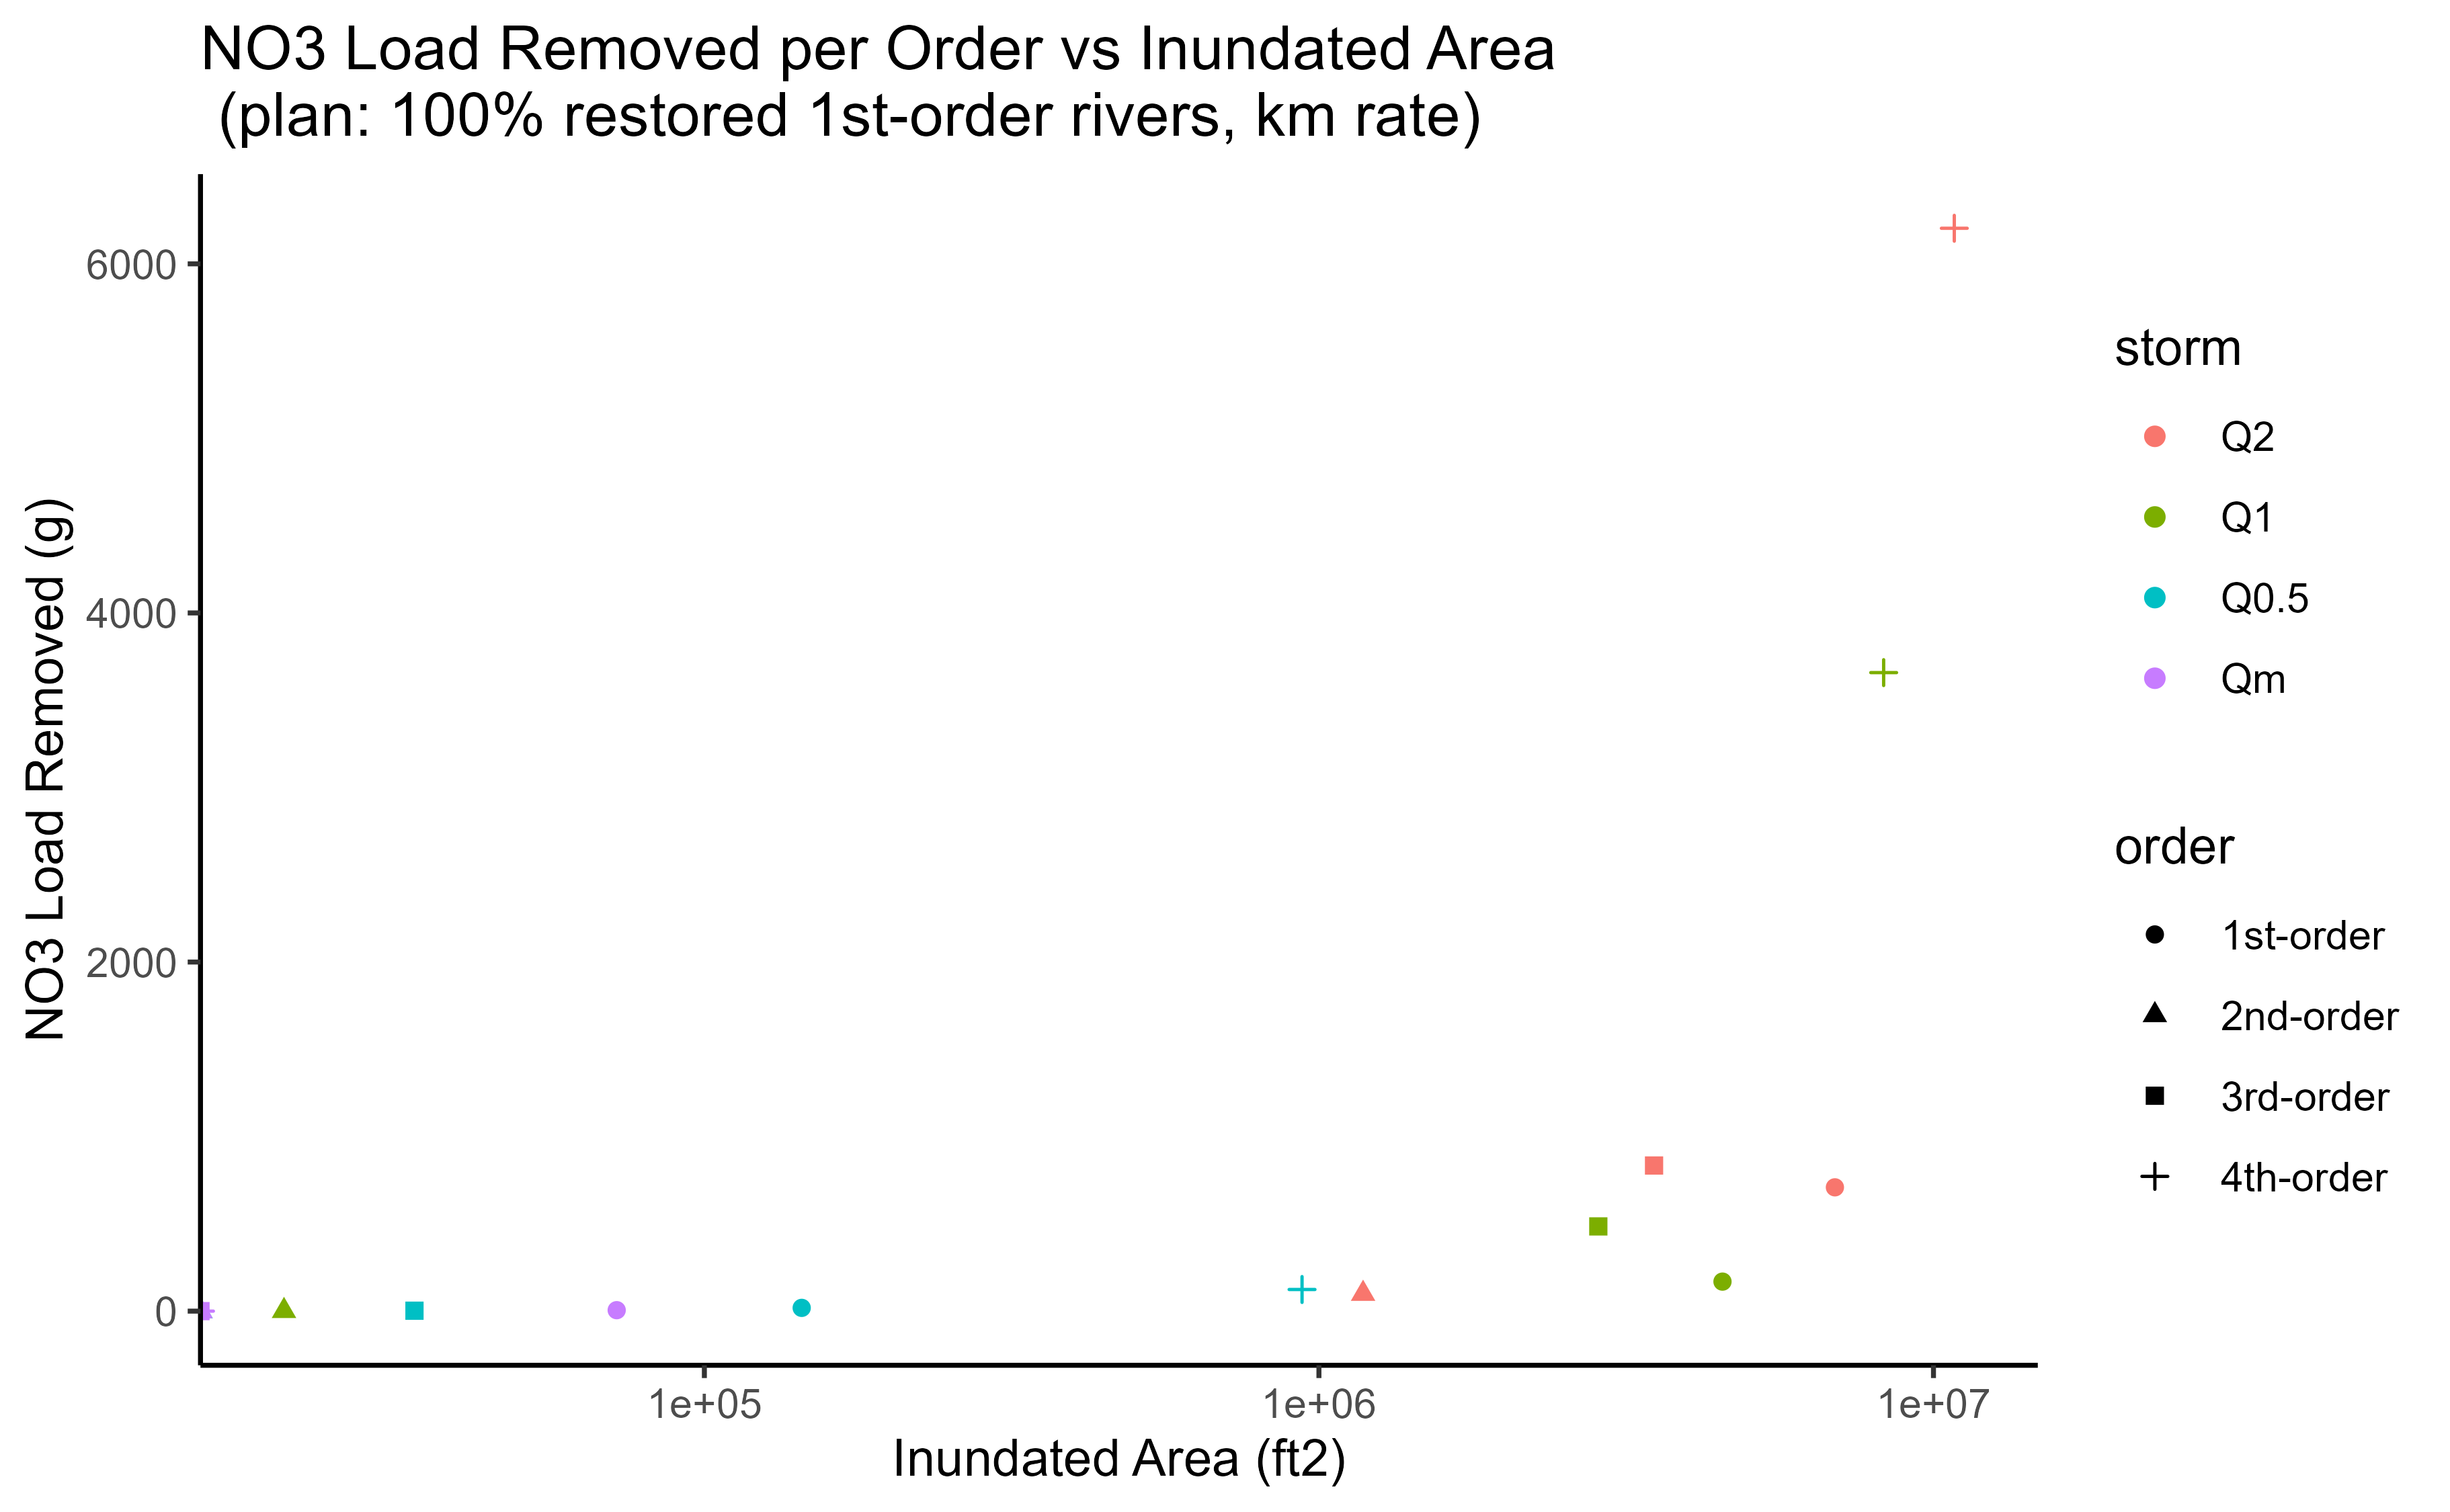 NO3 Load Removed per Order vs Inundated Area
(plan: 100% restored 1st-order rivers, km rate)
NO3 Load Removed (g)
6000
4000
2000
0
1e+05
1e+06
1e+07
Inundated Area (ft2)
storm
Q2
Q1
Q0.5
Qm
order
1st-order
2nd-order
3rd-order
4th-order